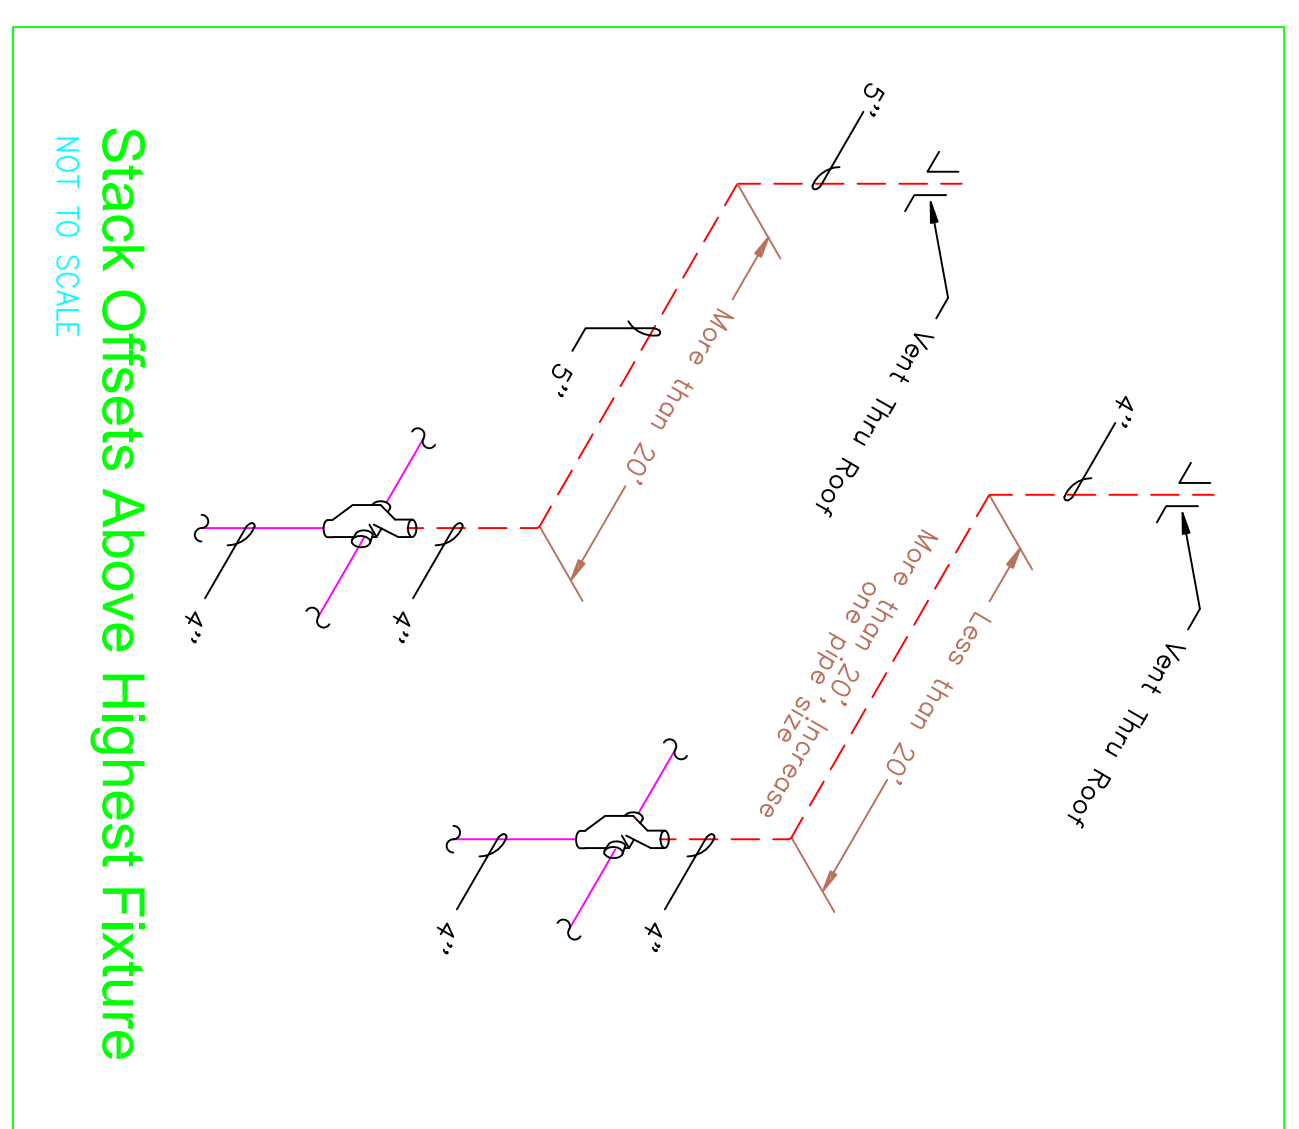 5"
Vent Thru Roof
More than 20'
5"
4"
4"
4"
Vent Thru Roof
Less than 20'
More than 20', Increase
one pipe size
4"
4"
Stack Offsets Above Highest Fixture
NOT TO SCALE